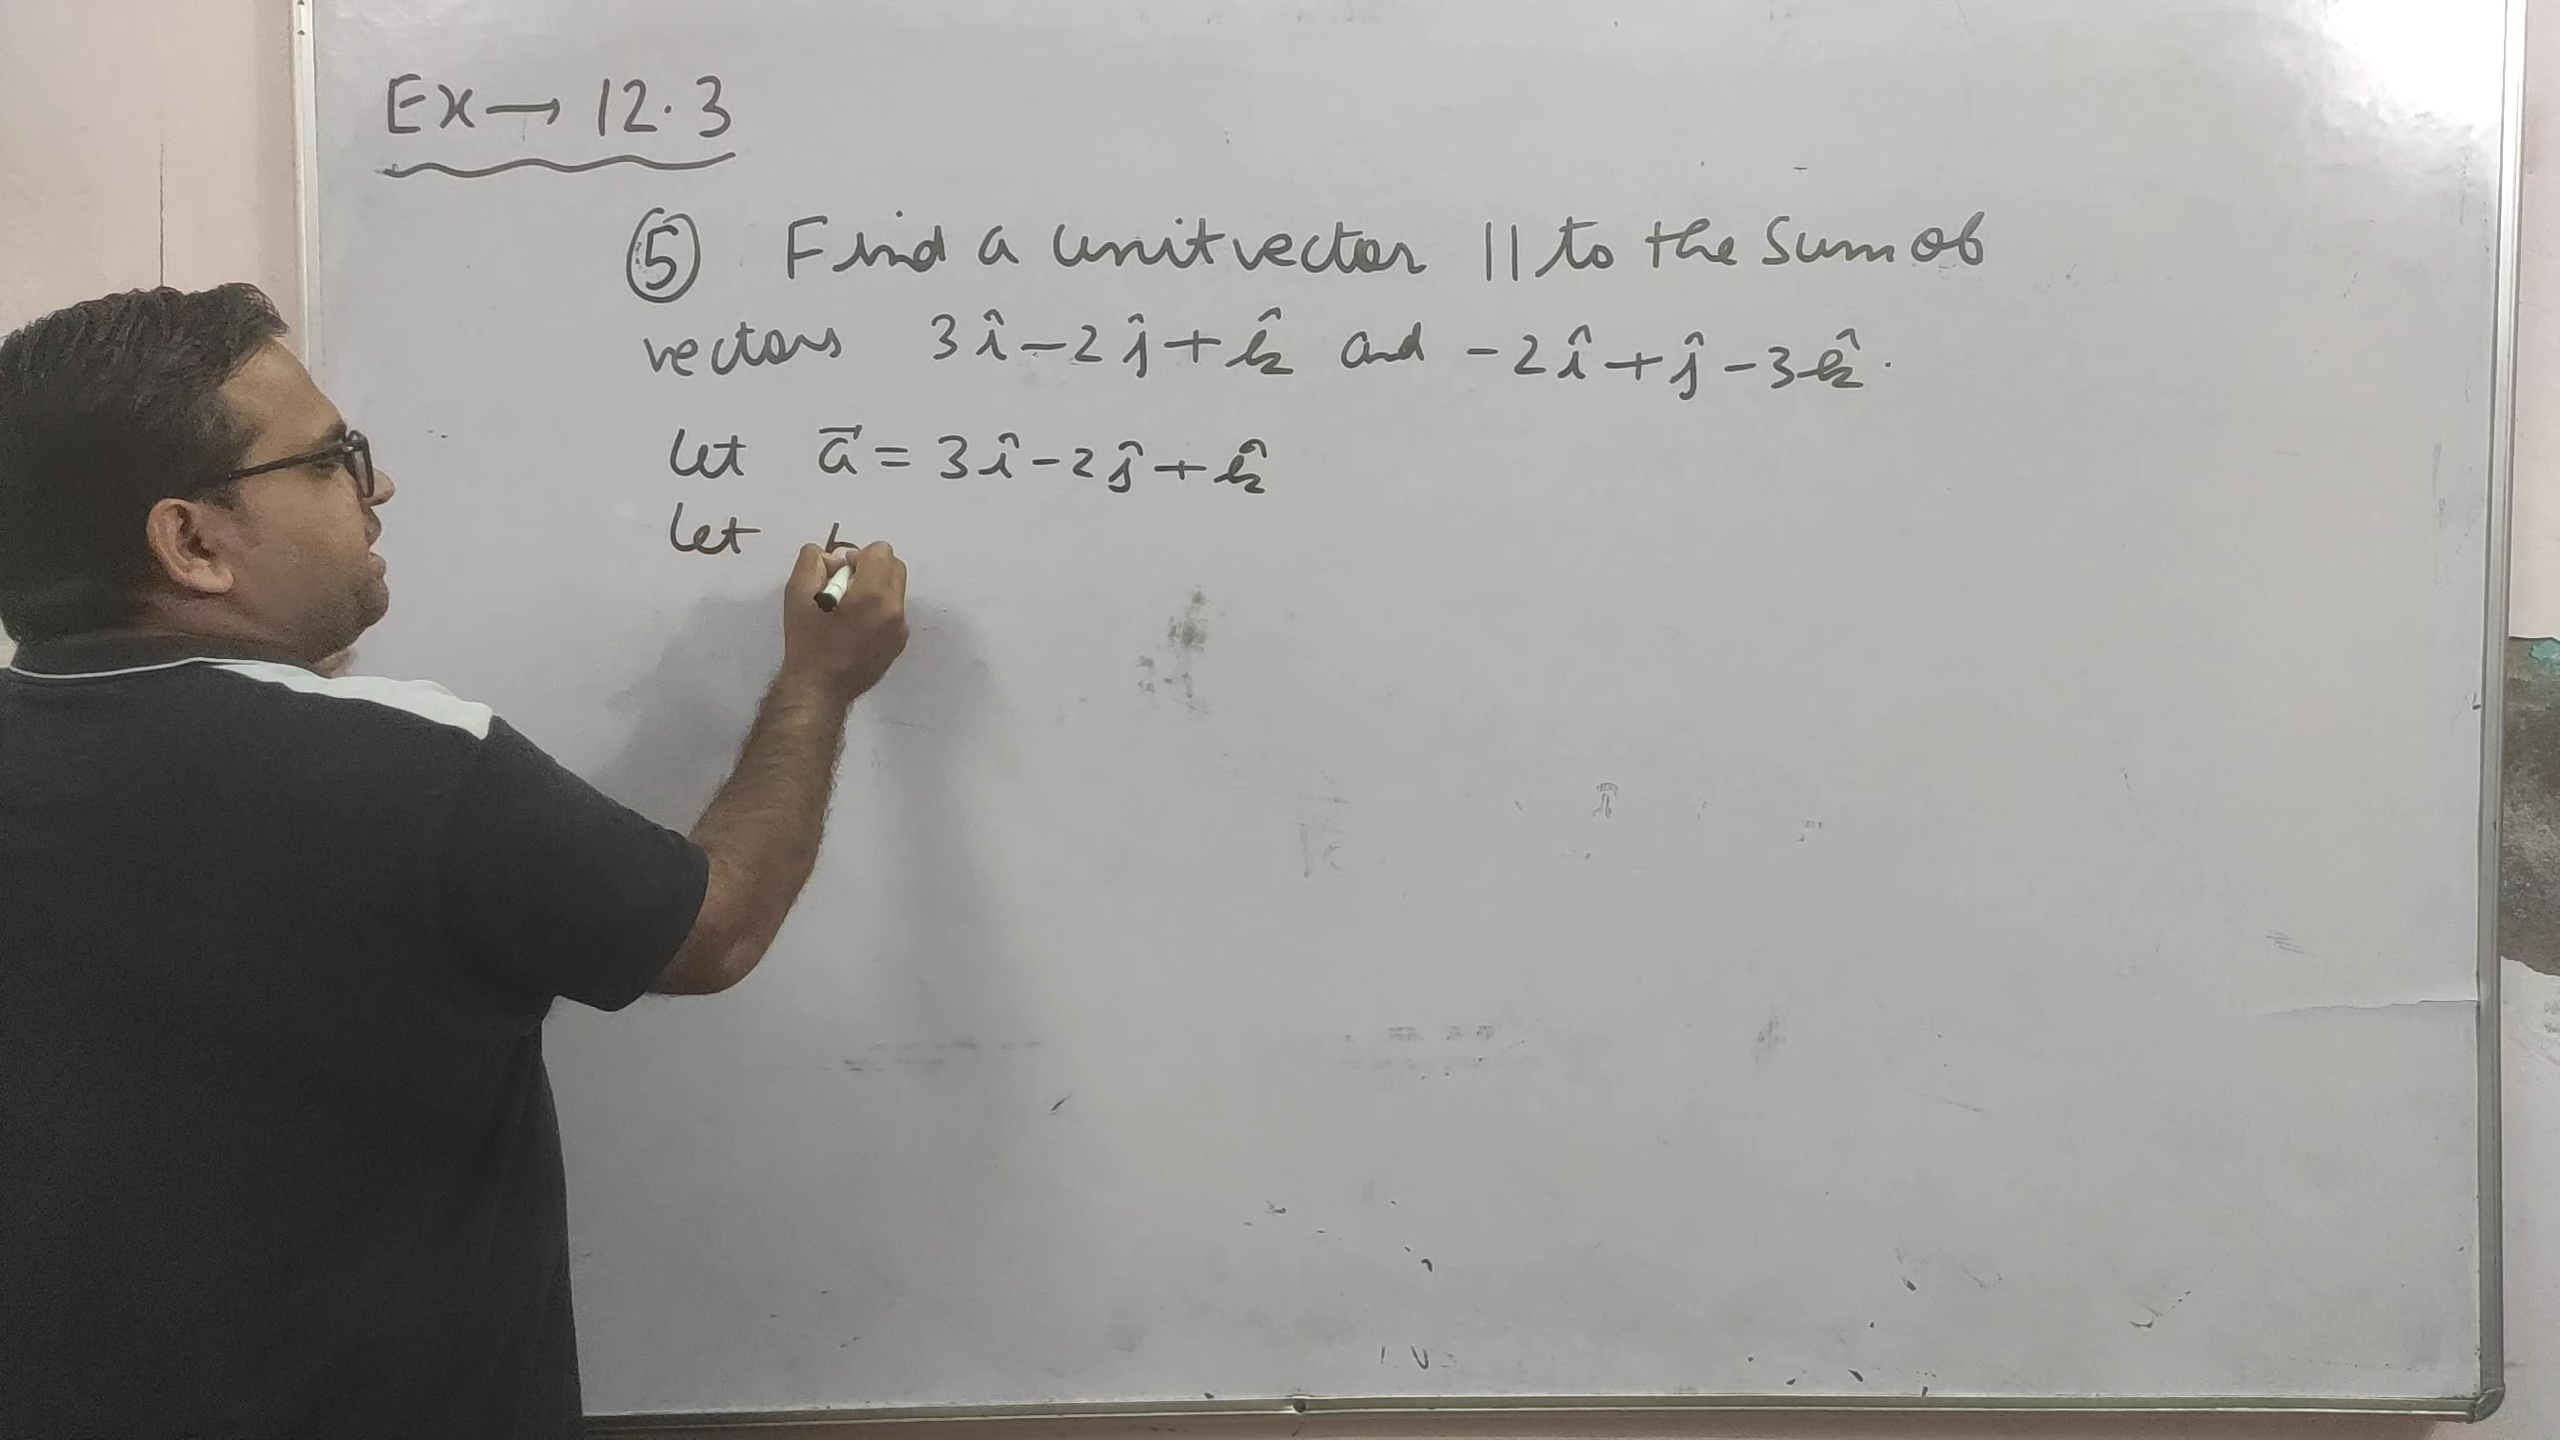 Ex → 12.3
⑤ Find a unit vector || to the sum of
vectors 3î - 2ĵ + k̂ and -2î + ĵ - 3k̂.
Let a⃗ = 3î - 2ĵ + k̂
Let b